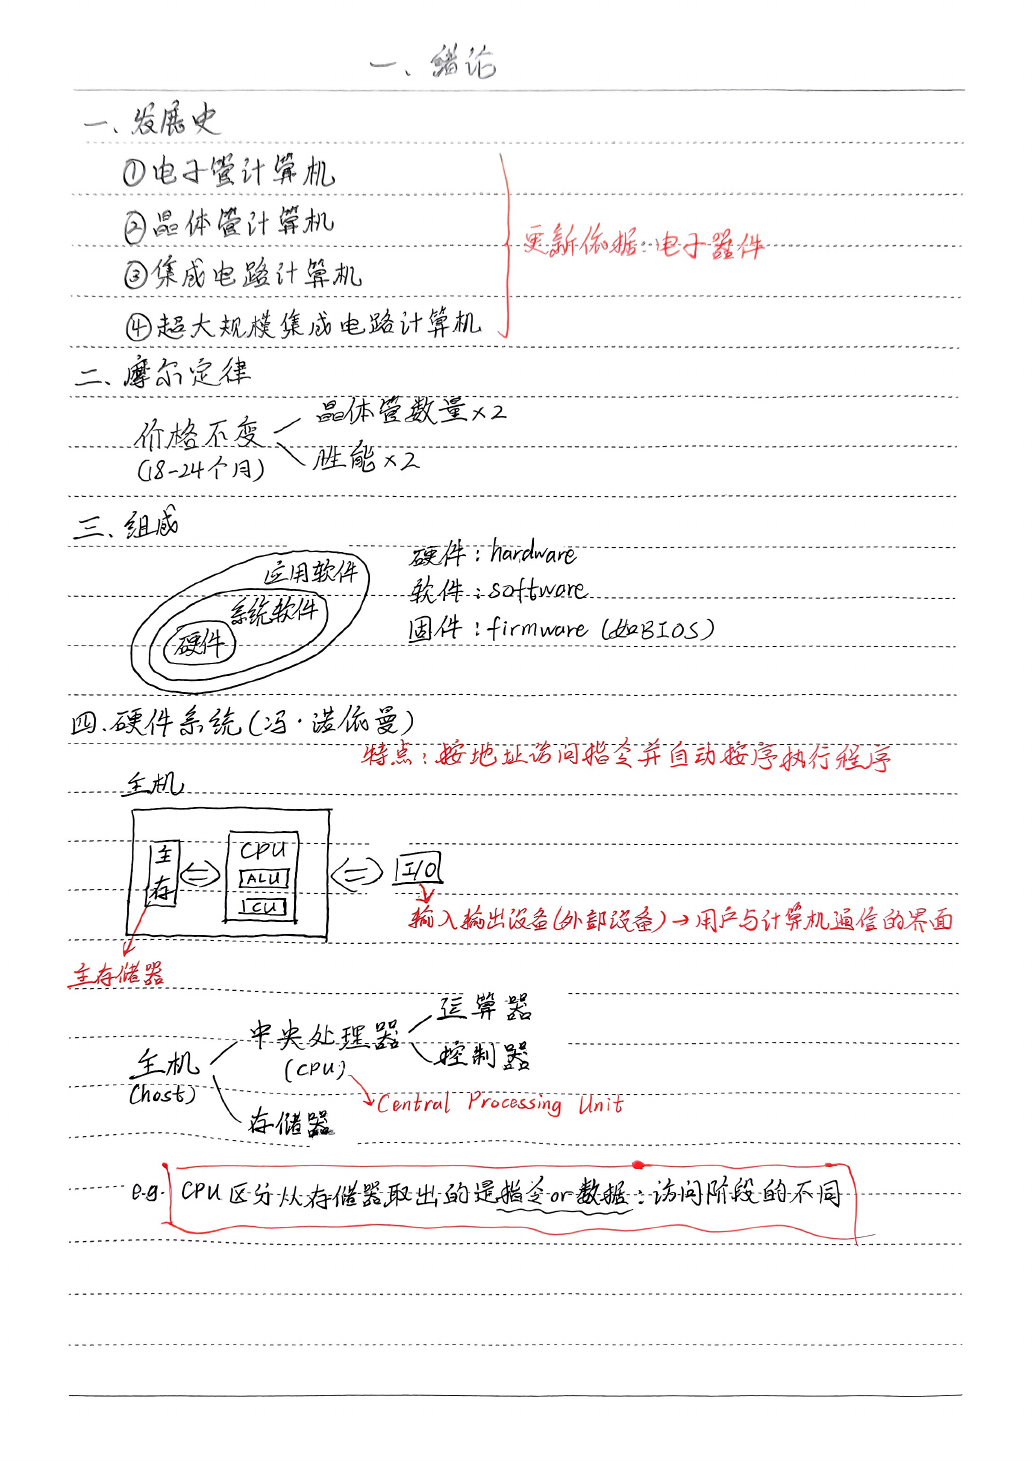 一、绪论
一、发展史
①电子管计算机
②晶体管计算机
更新依据:电子器件
③集成电路计算机
④超大规模集成电路计算机
二、摩尔定律
晶体管数量×2
价格不变
(18-24个月)
性能×2
三、组成
应用软件
系统软件
硬件
硬件:hardware
软件:software
固件:firmware(如BIOS)
四.硬件系统(冯·诺依曼)
特点:按地址访问指令并自动按序执行程序
主机
主存
CPU
ALU
CU
I/O
输入输出设备(外部设备)→用户与计算机通信的界面
主存储器
运算器
中央处理器
(CPU)
控制器
主机
(host)
Central Processing Unit
存储器
e.g. CPU区分从存储器取出的是指令or数据:访问阶段的不同